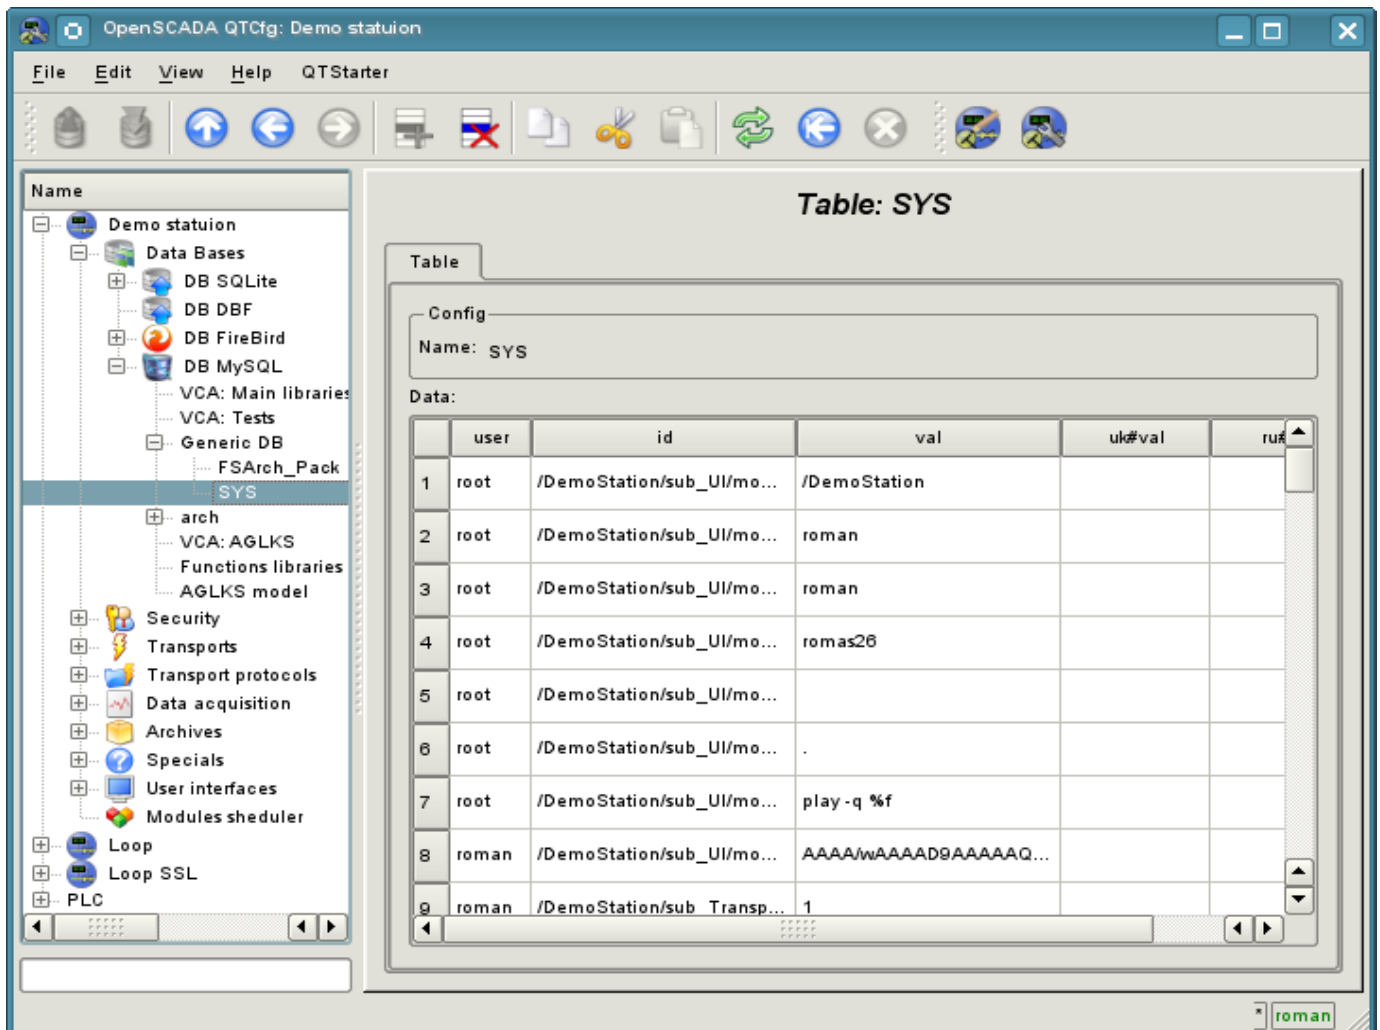 OpenSCADA QTCfg: Demo statuion
File Edit View Help QTStarter
Name
Demo statuion
Data Bases
DB SQLite
DB DBF
DB FireBird
DB MySQL
VCA: Main libraries
VCA: Tests
Generic DB
FSArch_Pack
SYS
arch
VCA: AGLKS
Functions libraries
AGLKS model
Security
Transports
Transport protocols
Data acquisition
Archives
Specials
User interfaces
Modules sheduler
Loop
Loop SSL
PLC
Table: SYS
Table
Config
Name: SYS
Data:
user id val uk#val ru#
1 root /DemoStation/sub_UI/mo... /DemoStation
2 root /DemoStation/sub_UI/mo... roman
3 root /DemoStation/sub_UI/mo... roman
4 root /DemoStation/sub_UI/mo... romas26
5 root /DemoStation/sub_UI/mo...
6 root /DemoStation/sub_UI/mo... .
7 root /DemoStation/sub_UI/mo... play -q %f
8 roman /DemoStation/sub_UI/mo... AAAA/wAAAAD9AAAAAQ...
9 roman /DemoStation/sub_Transp... 1
* roman